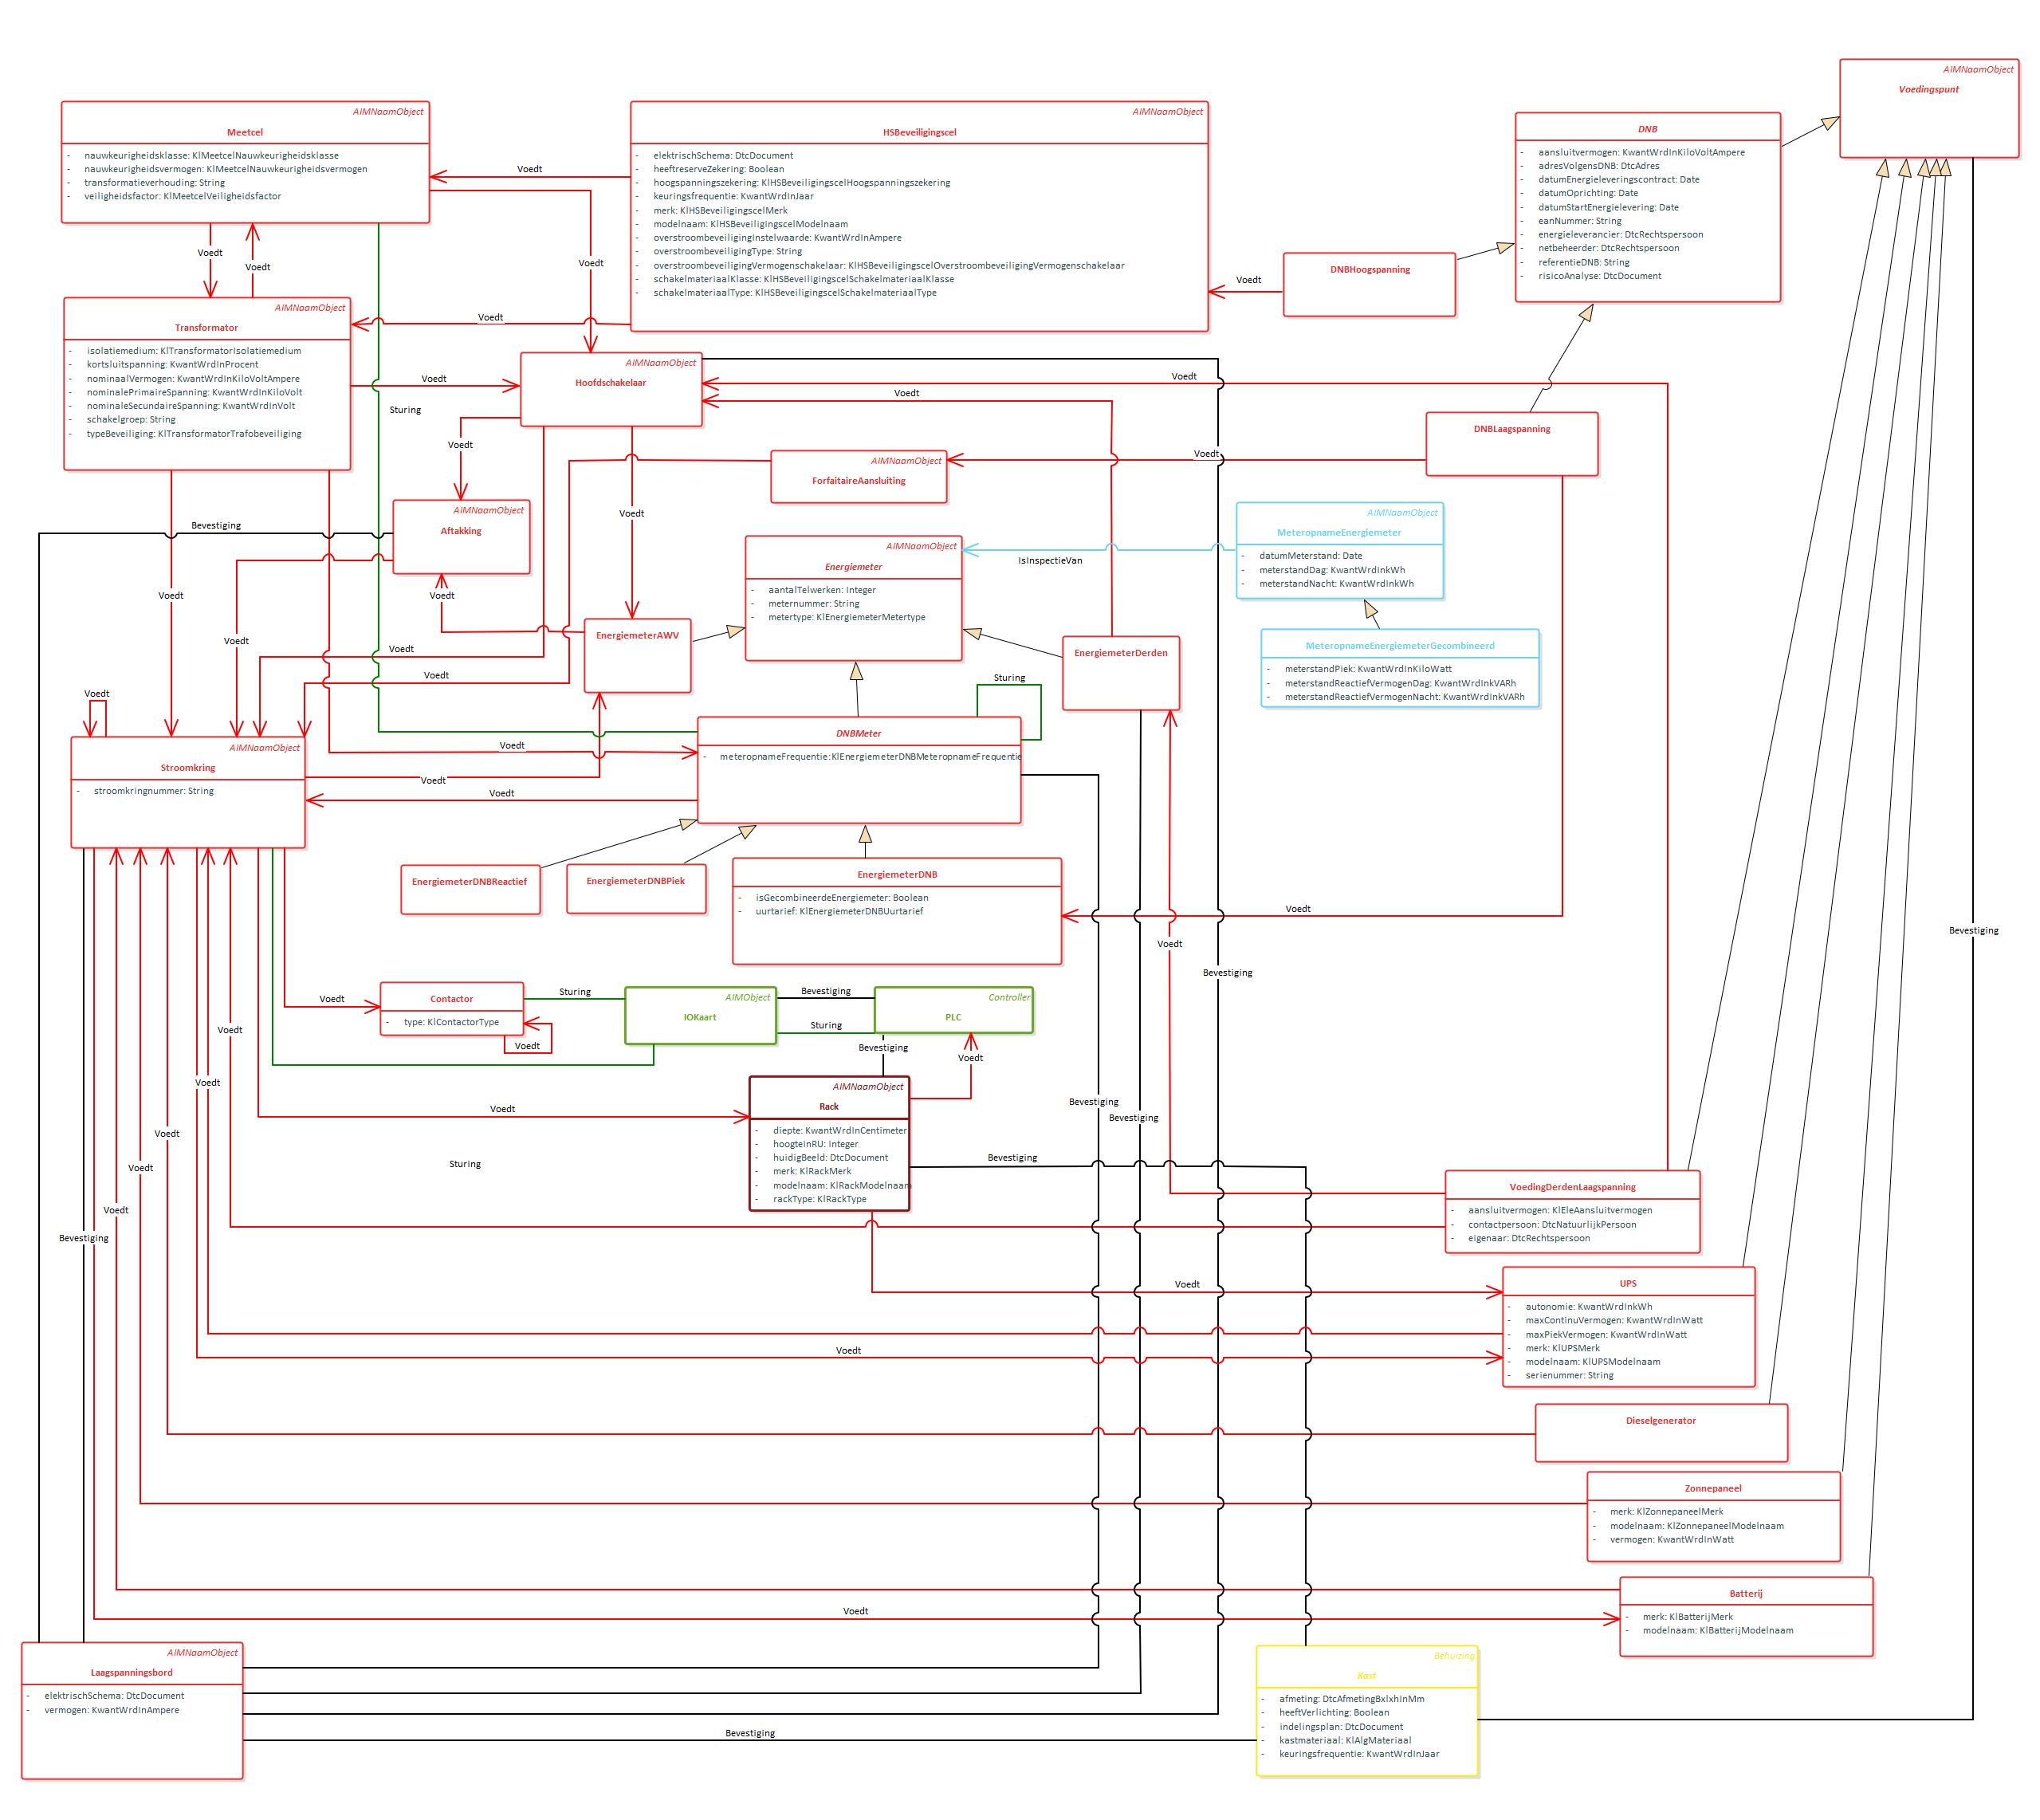 AIMNaamObject
Voedingspunt
AIMNaamObject
Meetcel
- nauwkeurigheidsklasse: KlMeetcelNauwkeurigheidsklasse
- nauwkeurigheidsvermogen: KlMeetcelNauwkeurigheidsvermogen
- transformatieverhouding: String
- veiligheidsfactor: KlMeetcelVeiligheidsfactor
Voedt
AIMNaamObject
HSBeveiligingscel
- elektrischSchema: DtcDocument
- heeftreserveZekering: Boolean
- hoogspanningszekering: KlHSBeveiligingscelHoogspanningszekering
- keuringsfrequentie: KwantWrdInJaar
- merk: KlHSBeveiligingscelMerk
- modelnaam: KlHSBeveiligingscelModelnaam
- overstroombeveiligingInstelwaarde: KwantWrdInAmpere
- overstroombeveiligingType: String
- overstroombeveiligingVermogenschakelaar: KlHSBeveiligingscelOverstroombeveiligingVermogenschakelaar
- schakelmateriaalKlasse: KlHSBeveiligingscelSchakelmateriaalKlasse
- schakelmateriaalType: KlHSBeveiligingscelSchakelmateriaalType
DNB
- aansluitvermogen: KwantWrdInKiloVoltAmpere
- adresVolgensDNB: DtcAdres
- datumEnergieleveringscontract: Date
- datumOprichting: Date
- datumStartEnergielevering: Date
- eanNummer: String
- energieleverancier: DtcRechtspersoon
- netbeheerder: DtcRechtspersoon
- referentieDNB: String
- risicoAnalyse: DtcDocument
DNBHoogspanning
Voedt
Voedt
Voedt
Voedt
Voedt
AIMNaamObject
Transformator
- isolatiemedium: KlTransformatorIsolatiemedium
- kortsluitspanning: KwantWrdInProcent
- nominaalVermogen: KwantWrdInKiloVoltAmpere
- nominalePrimaireSpanning: KwantWrdInKiloVolt
- nominaleSecundaireSpanning: KwantWrdInVolt
- schakelgroep: String
- typeBeveiliging: KlTransformatorTrafobeveiliging
Voedt
AIMNaamObject
Hoofdschakelaar
Voedt
Voedt
Sturing
DNBLaagspanning
Voedt
Voedt
AIMNaamObject
ForfaitaireAansluiting
AIMNaamObject
Aftakking
Bevestiging
Voedt
AIMNaamObject
MeteropnameEnergiemeter
- datumMeterstand: Date
- meterstandDag: KwantWrdInkWh
- meterstandNacht: KwantWrdInkWh
IsInspectieVan
AIMNaamObject
Energiemeter
- aantalTelwerken: Integer
- meternummer: String
- metertype: KlEnergiemeterMetertype
Voedt
Voedt
Voedt
EnergiemeterAWV
EnergiemeterDerden
MeteropnameEnergiemeterGecombineerd
- meterstandPiek: KwantWrdInKiloWatt
- meterstandReactiefVermogenDag: KwantWrdInkVARh
- meterstandReactiefVermogenNacht: KwantWrdInkVARh
Voedt
Voedt
Sturing
Voedt
AIMNaamObject
Stroomkring
- stroomkringnummer: String
Voedt
Voedt
Voedt
DNBMeter
- meteropnameFrequentie:KlEnergiemeterDNBMeteropnameFrequentie
EnergiemeterDNBReactief
EnergiemeterDNBPiek
EnergiemeterDNB
- isGecombineerdeEnergiemeter: Boolean
- uurtarief: KlEnergiemeterDNBUurtarief
Voedt
Bevestiging
Voedt
Bevestiging
Voedt
Contactor
- type: KlContactorType
Voedt
Sturing
AIMObject
IOKaart
Bevestiging
Sturing
Controller
PLC
Bevestiging
Voedt
Voedt
Voedt
Voedt
AIMNaamObject
Rack
- diepte: KwantWrdInCentimeter
- hoogteInRU: Integer
- huidigBeeld: DtcDocument
- merk: KlRackMerk
- modelnaam: KlRackModelnaam
- rackType: KlRackType
Bevestiging
Bevestiging
Voedt
Voedt
Sturing
Bevestiging
Voedt
Bevestiging
VoedingDerdenLaagspanning
- aansluitvermogen: KlEleAansluitvermogen
- contactpersoon: DtcNatuurlijkPersoon
- eigenaar: DtcRechtspersoon
Voedt
UPS
- autonomie: KwantWrdInkWh
- maxContinuVermogen: KwantWrdInWatt
- maxPiekVermogen: KwantWrdInWatt
- merk: KlUPSMerk
- modelnaam: KlUPSModelnaam
- serienummer: String
Voedt
Dieselgenerator
Zonnepaneel
- merk: KlZonnepaneelMerk
- modelnaam: KlZonnepaneelModelnaam
- vermogen: KwantWrdInWatt
Batterij
- merk: KlBatterijMerk
- modelnaam: KlBatterijModelnaam
Voedt
AIMNaamObject
Laagspanningsbord
- elektrischSchema: DtcDocument
- vermogen: KwantWrdInAmpere
Bevestiging
Behuizing
Kast
- afmeting: DtcAfmetingBxlxhInMm
- heeftVerlichting: Boolean
- indelingsplan: DtcDocument
- kastmateriaal: KlAlgMateriaal
- keuringsfrequentie: KwantWrdInJaar